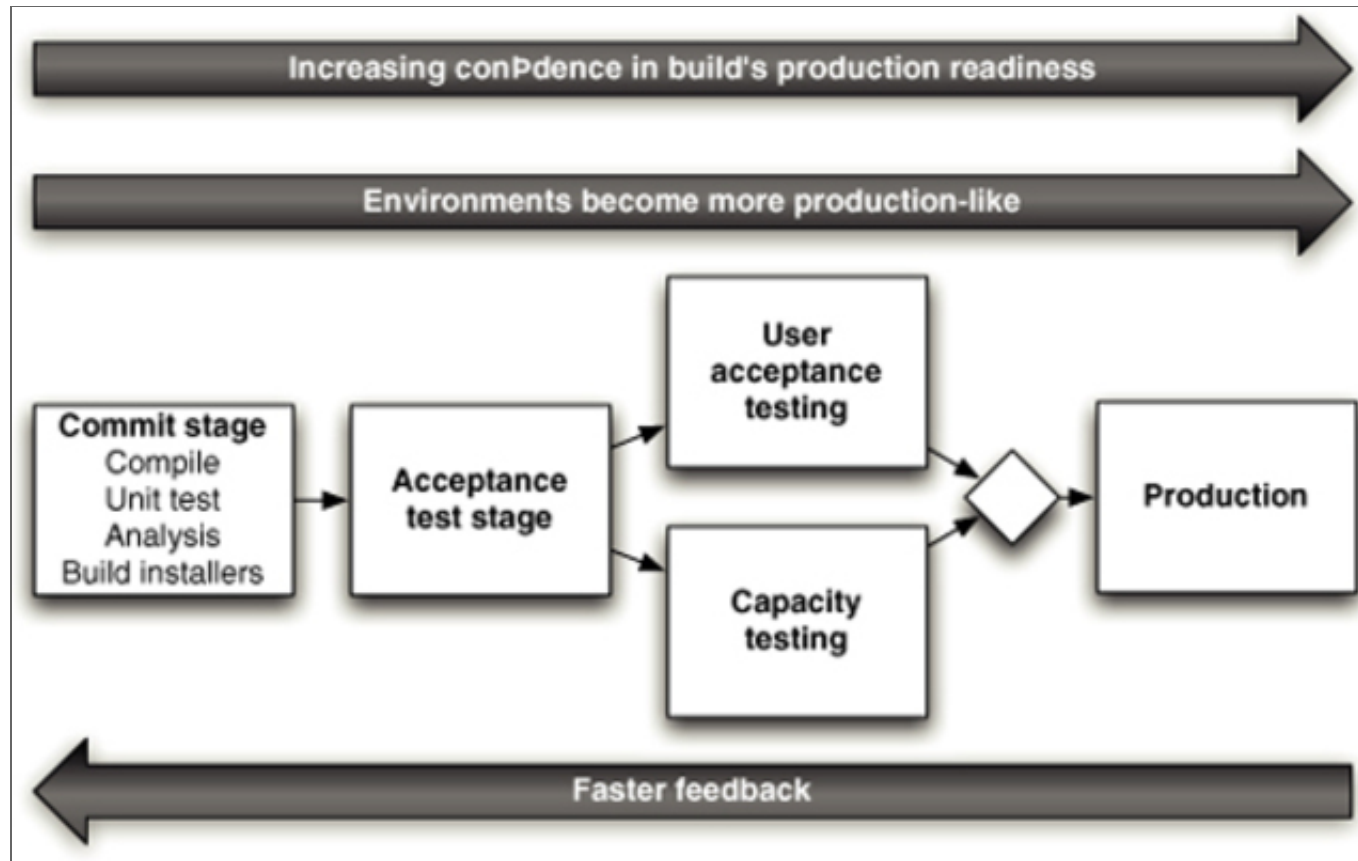 Increasing conÞdence in build's production readiness
Environments become more production-like
Commit stage
Compile
Unit test
Analysis
Build installers
Acceptance
test stage
User
acceptance
testing
Capacity
testing
Production
Faster feedback